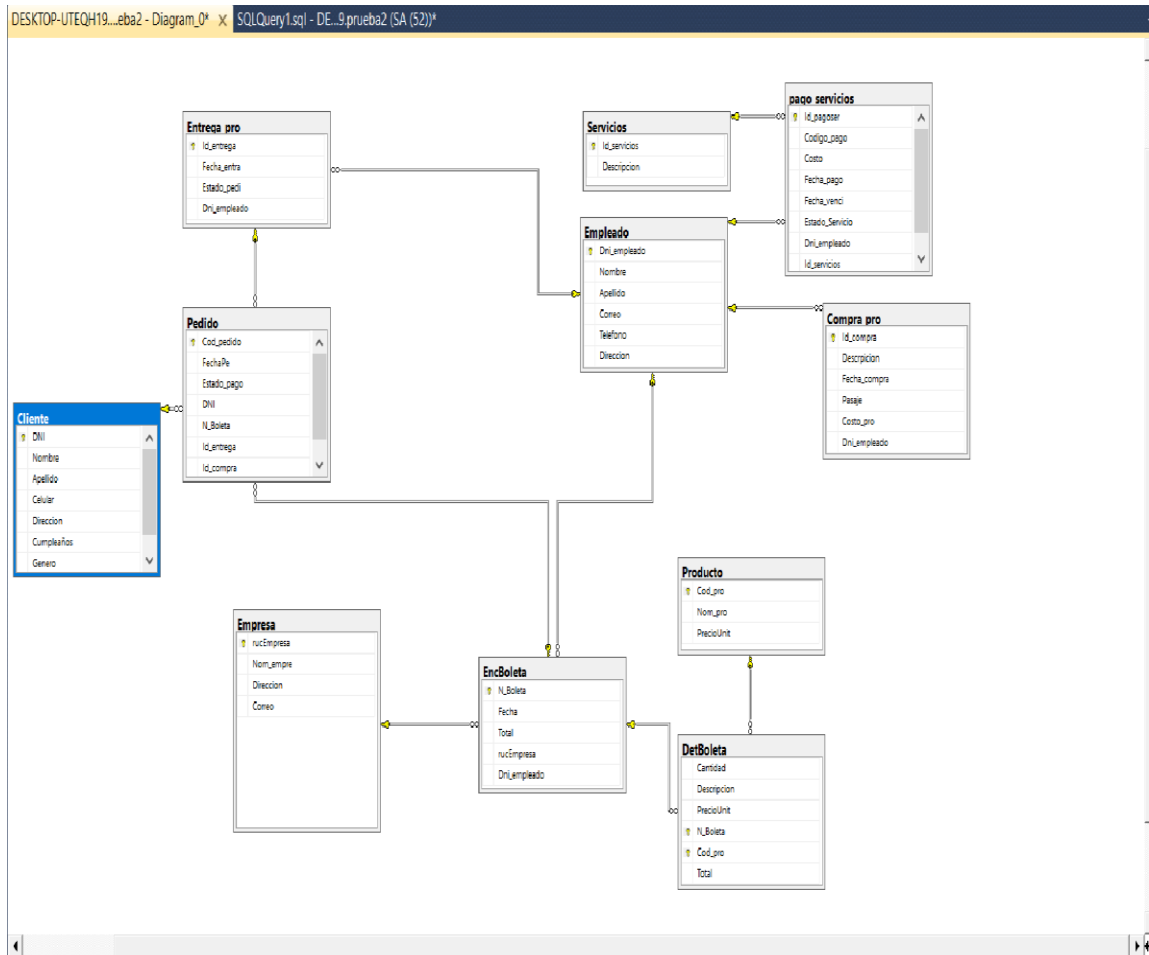 DESKTOP-UTEQH19....eba2 - Diagram_0*
SQLQuery1.sql - DE...9.prueba2 (SA (52))*
Entrega pro
Id_entrega
Fecha_entra
Estado_pedi
Dni_empleado
Servicios
Id_servicios
Descripcion
pago servicios
Id_pagoser
Codigo_pago
Costo
Fecha_pago
Fecha_venci
Estado_Servicio
Dni_empleado
Id_servicios
Empleado
Dni_empleado
Nombre
Apellido
Correo
Telefono
Direccion
Pedido
Cod_pedido
FechaPe
Estado_pago
DNI
N_Boleta
Id_entrega
Id_compra
Compra pro
Id_compra
Descrpicion
Fecha_compra
Pasaje
Costo_pro
Dni_empleado
Cliente
DNI
Nombre
Apellido
Celular
Direccion
Cumpleaños
Genero
Producto
Cod_pro
Nom_pro
PrecioUnit
Empresa
rucEmpresa
Nom_empre
Direccion
Correo
EncBoleta
N_Boleta
Fecha
Total
rucEmpresa
Dni_empleado
DetBoleta
Cantidad
Descripcion
PrecioUnit
N_Boleta
Cod_pro
Total